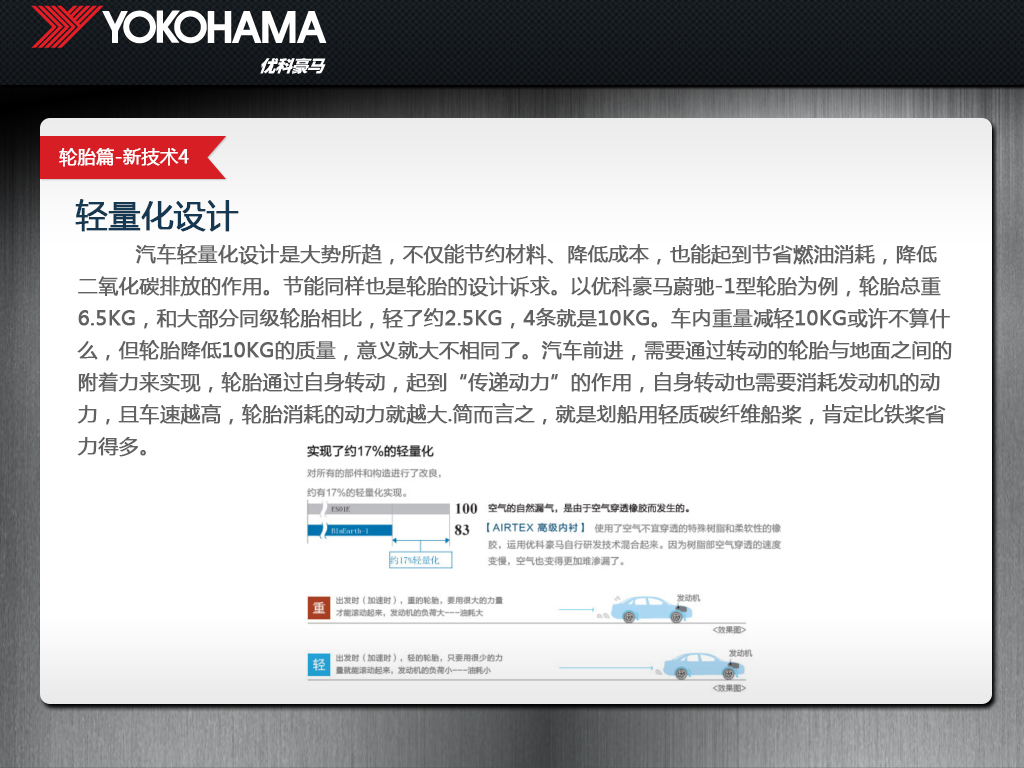 YOKOHAMA
优科豪马
轮胎篇-新技术4
轻量化设计
汽车轻量化设计是大势所趋，不仅能节约材料、降低成本，也能起到节省燃油消耗，降低
二氧化碳排放的作用。节能同样也是轮胎的设计诉求。以优科豪马蔚驰-1型轮胎为例，轮胎总重
6.5KG，和大部分同级轮胎相比，轻了约2.5KG，4条就是10KG。车内重量减轻10KG或许不算什
么，但轮胎降低10KG的质量，意义就大不相同了。汽车前进，需要通过转动的轮胎与地面之间的
附着力来实现，轮胎通过自身转动，起到“传递动力”的作用，自身转动也需要消耗发动机的动
力，且车速越高，轮胎消耗的动力就越大.简而言之，就是划船用轻质碳纤维船桨，肯定比铁桨省
力得多。
实现了约17%的轻量化
对所有的部件和构造进行了改良，
约有17%的轻量化实现。
ES01E
100
BluEarth-1
83
约17%轻量化
空气的自然漏气，是由于空气穿透橡胶而发生的。
【AIRTEX 高级内衬】 使用了空气不宜穿透的特殊树脂和柔软性的橡
胶，运用优科豪马自行研发技术混合起来。因为树脂部空气穿透的速度
变慢，空气也变得更加难渗漏了。
重
出发时（加速时），重的轮胎，要用很大的力量
才能滚动起来，发动机的负荷大---油耗大
发动机
<效果图>
轻
出发时（加速时），轻的轮胎，只要用很少的力
量就能滚动起来，发动机的负荷小---油耗小
发动机
<效果图>